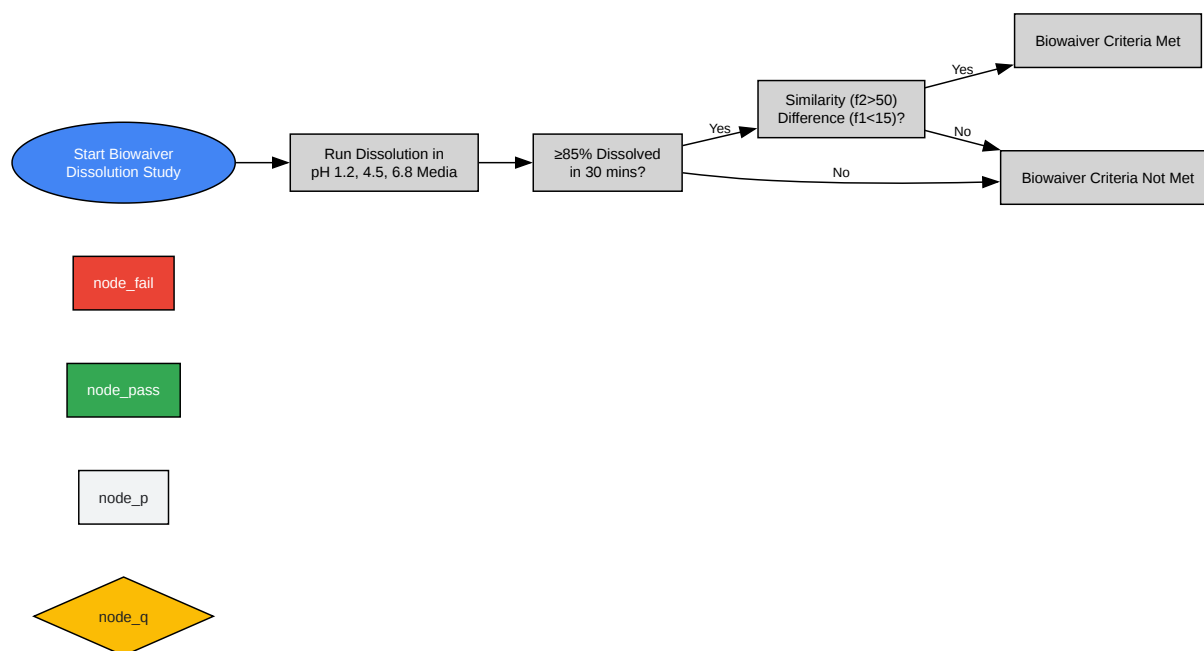 Start Biowaiver
Dissolution Study
Run Dissolution in
pH 1.2, 4.5, 6.8 Media
≥85% Dissolved
in 30 mins?
Yes
No
Similarity (f2>50)
Difference (f1<15)?
Yes
No
Biowaiver Criteria Met
Biowaiver Criteria Not Met
node_fail
node_pass
node_p
node_q